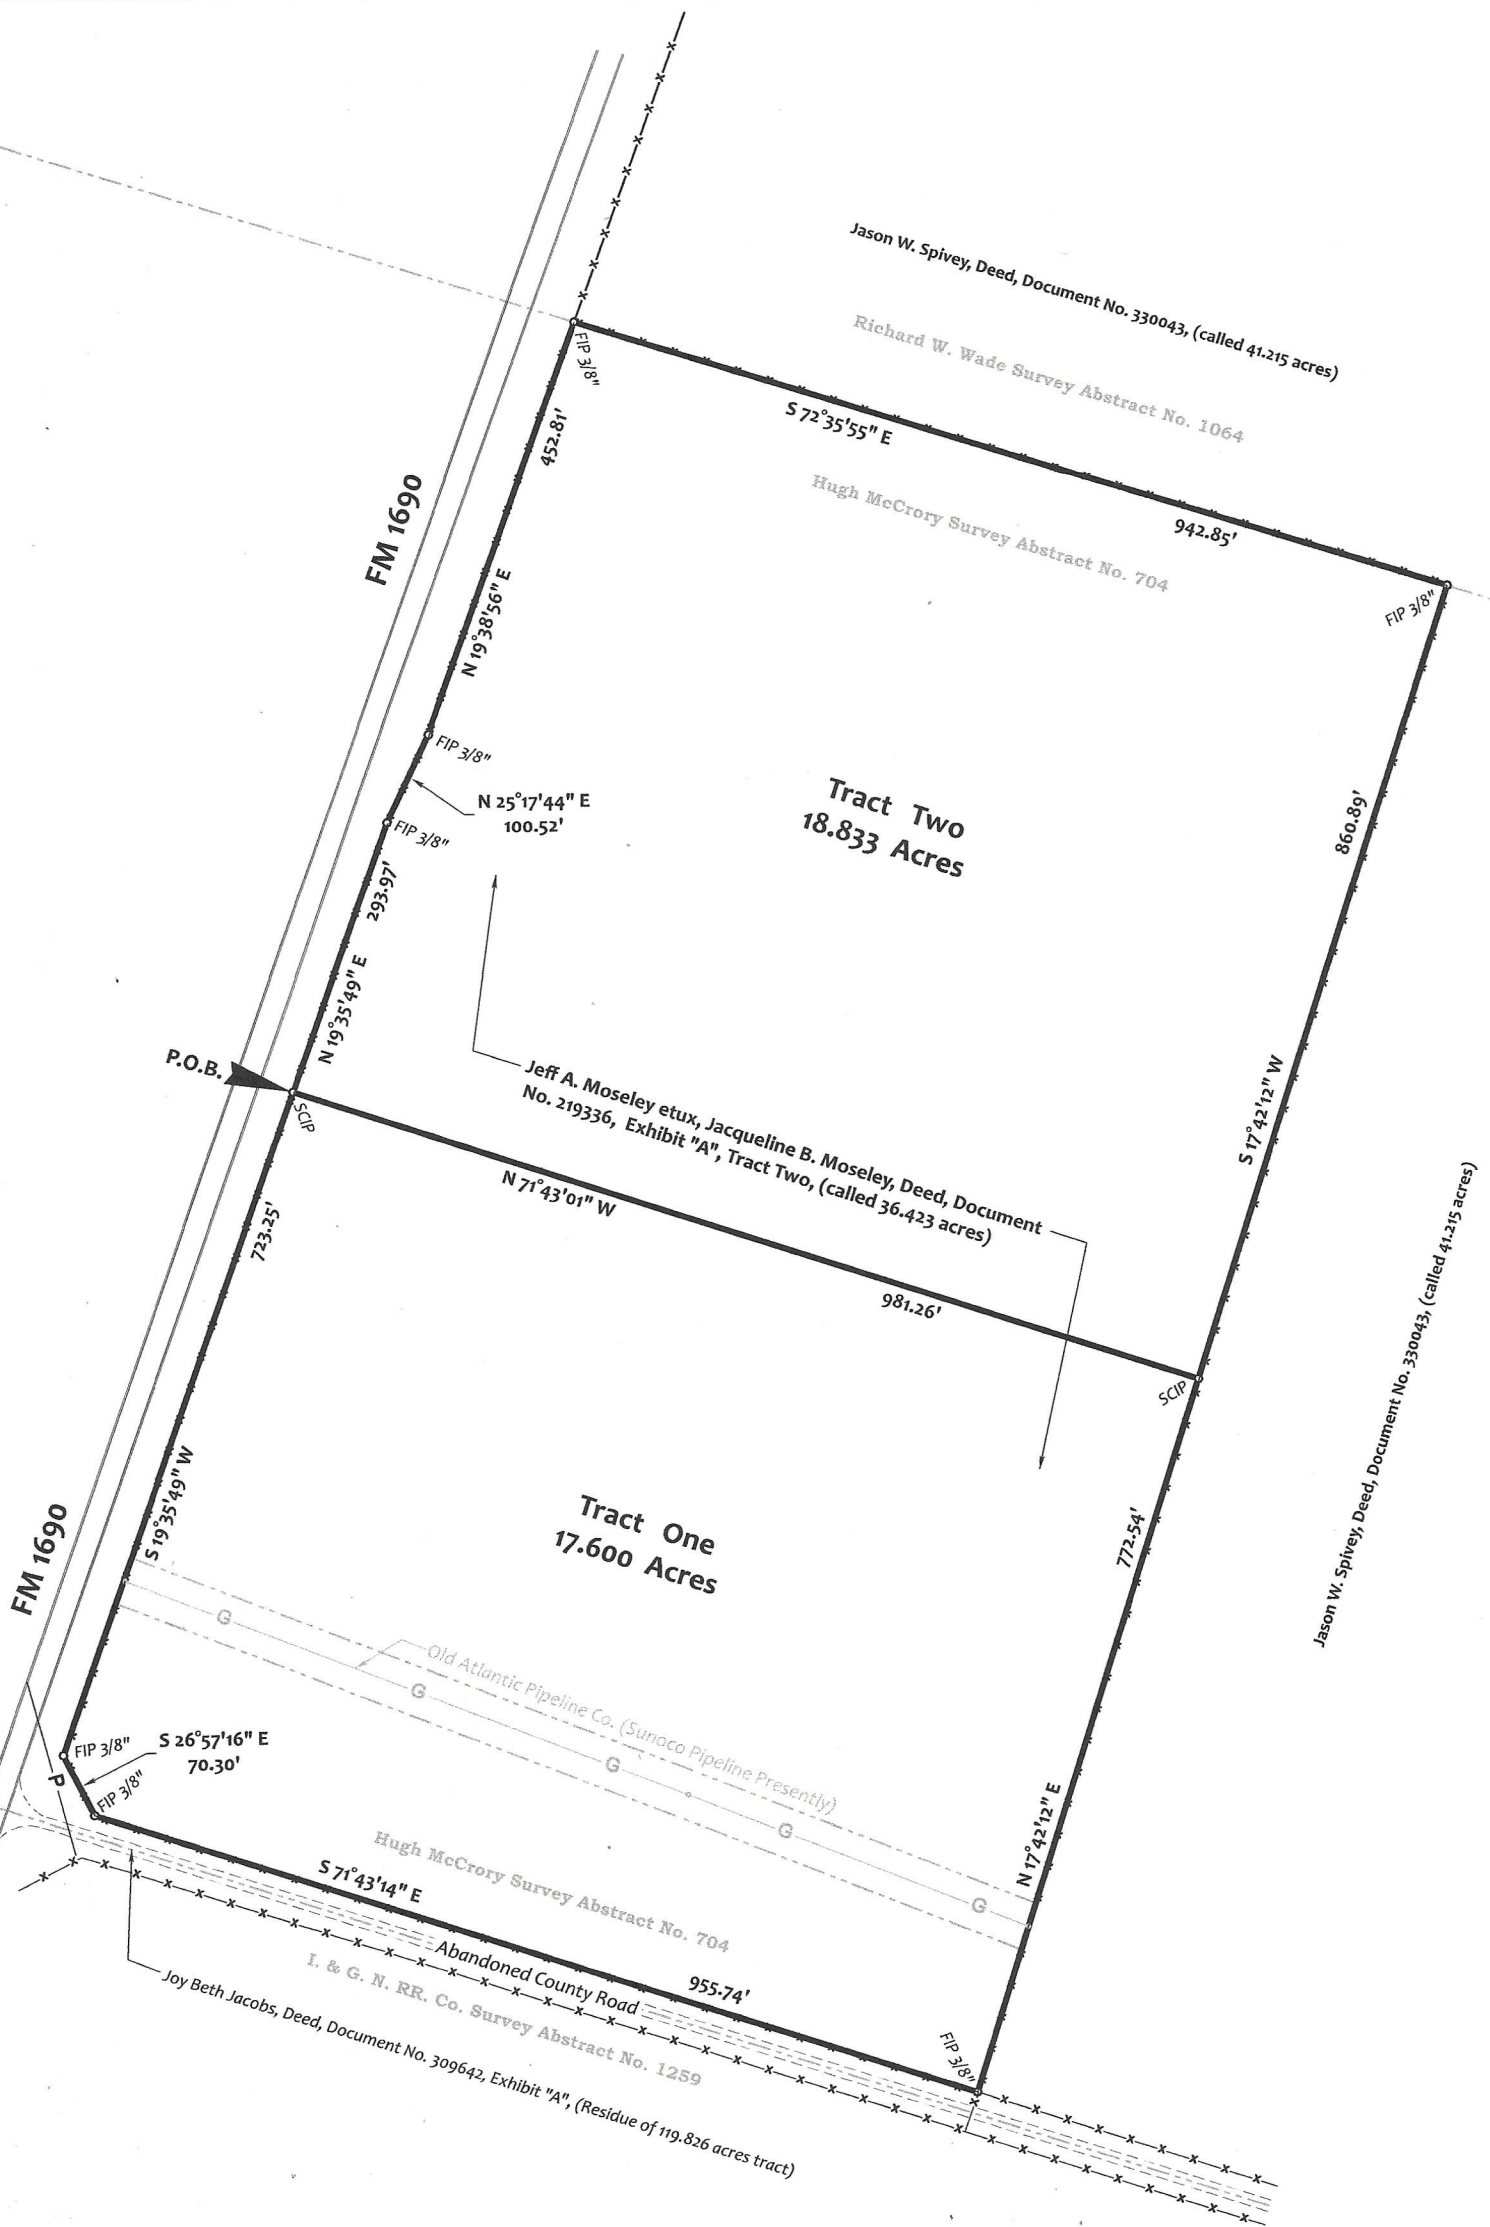 Jason W. Spivey, Deed, Document No. 330043, (called 41.215 acres)
Richard W. Wade Survey Abstract No. 1064
FIP 3/8"
S 72°35'55" E
942.85'
Hugh McCrory Survey Abstract No. 704
FIP 3/8"
452.81'
N 19°38'56" E
FM 1690
FIP 3/8"
N 25°17'44" E
100.52'
FIP 3/8"
Tract Two
18.833 Acres
860.89'
S 17°42'12" W
293.97'
N 19°35'49" E
P.O.B.
SCIP
Jeff A. Moseley etux, Jacqueline B. Moseley, Deed, Document
No. 219336, Exhibit "A", Tract Two, (called 36.423 acres)
N 71°43'01" W
981.26'
SCIP
Jason W. Spivey, Deed, Document No. 330043, (called 41.215 acres)
723.25'
S 19°35'49" W
Tract One
17.600 Acres
772.54'
N 17°42'12" E
FM 1690
G
Old Atlantic Pipeline Co. (Sunoco Pipeline Presently)
G
G
G
G
FIP 3/8"
S 26°57'16" E
70.30'
P
FIP 3/8"
Hugh McCrory Survey Abstract No. 704
S 71°43'14" E
955.74'
Abandoned County Road
FIP 3/8"
I. & G. N. RR. Co. Survey Abstract No. 1259
Joy Beth Jacobs, Deed, Document No. 309642, Exhibit "A", (Residue of 119.826 acres tract)